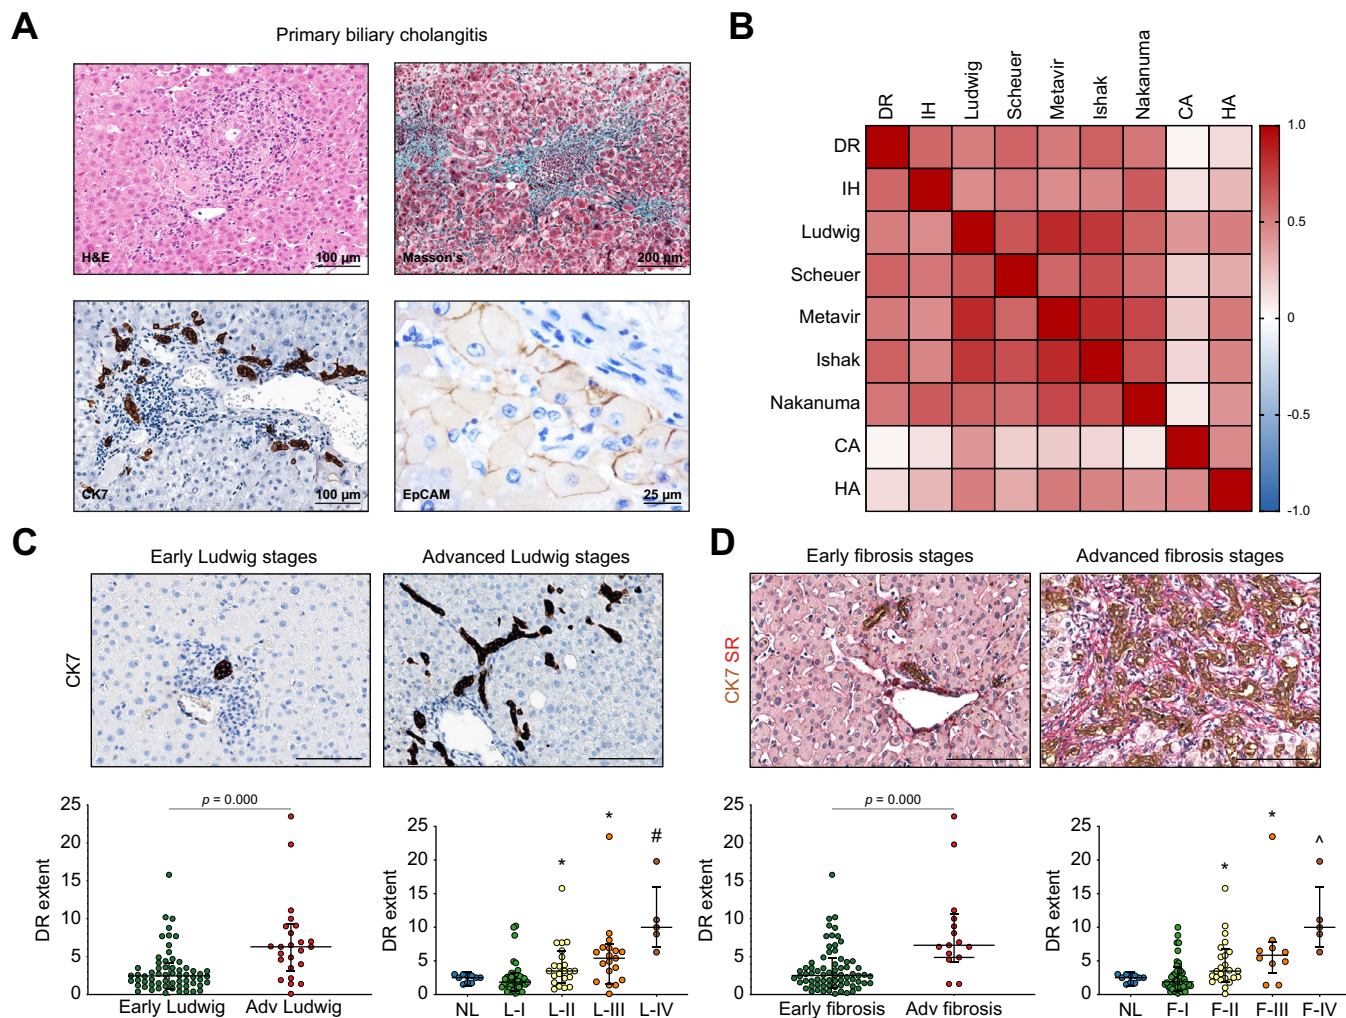 A
Primary biliary cholangitis
H&E
100 µm
Masson's
200 µm
CK7
100 µm
EpCAM
25 µm
B
DR
IH
Ludwig
Scheuer
Metavir
Ishak
Nakanuma
CA
HA
DR
IH
Ludwig
Scheuer
Metavir
Ishak
Nakanuma
CA
HA
1.0
0.5
0
-0.5
-1.0
C
Early Ludwig stages
Advanced Ludwig stages
CK7
DR extent
25
20
15
10
5
0
p = 0.000
Early Ludwig
Adv Ludwig
DR extent
25
20
15
10
5
0
*
*
#
NL
L-I
L-II
L-III
L-IV
D
Early fibrosis stages
Advanced fibrosis stages
CK7 SR
DR extent
25
20
15
10
5
0
p = 0.000
Early fibrosis
Adv fibrosis
DR extent
25
20
15
10
5
0
*
*
^
NL
F-I
F-II
F-III
F-IV